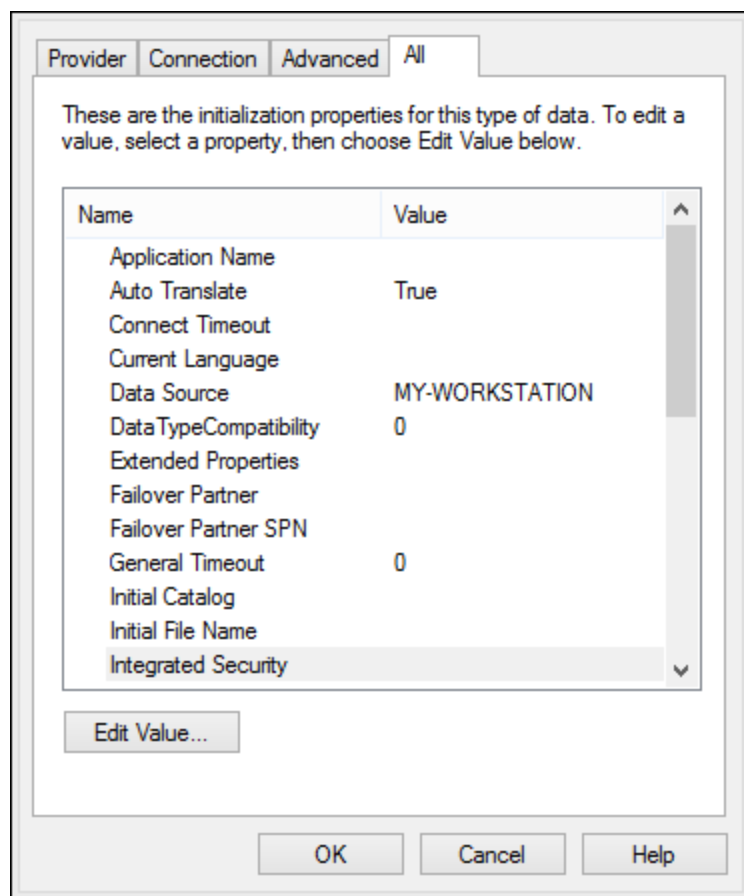 Provider Connection Advanced All
These are the initialization properties for this type of data. To edit a
value, select a property, then choose Edit Value below.
Name Value
Application Name
Auto Translate True
Connect Timeout
Current Language
Data Source MY-WORKSTATION
DataTypeCompatibility 0
Extended Properties
Failover Partner
Failover Partner SPN
General Timeout 0
Initial Catalog
Initial File Name
Integrated Security
Edit Value...
OK Cancel Help